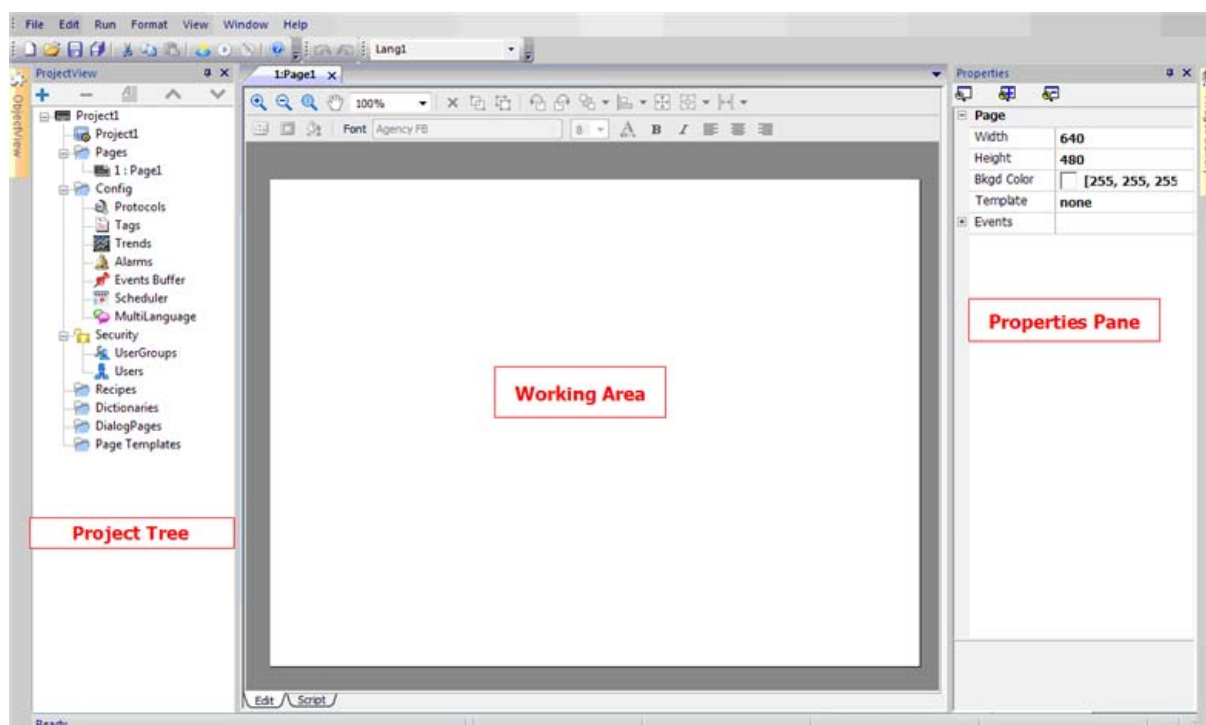 File Edit Run Format View Window Help
Lang1
ObjectView
ProjectView
Project1
Project1
Pages
1 : Page1
Config
Protocols
Tags
Trends
Alarms
Events Buffer
Scheduler
MultiLanguage
Security
UserGroups
Users
Recipes
Dictionaries
DialogPages
Page Templates
Project Tree
1:Page1
100%
Font Agency FB 8 A B I
Working Area
Edit Script
Properties
Page
Width 640
Height 480
Bkgd Color [255, 255, 255
Template none
Events
Properties Pane
Ready